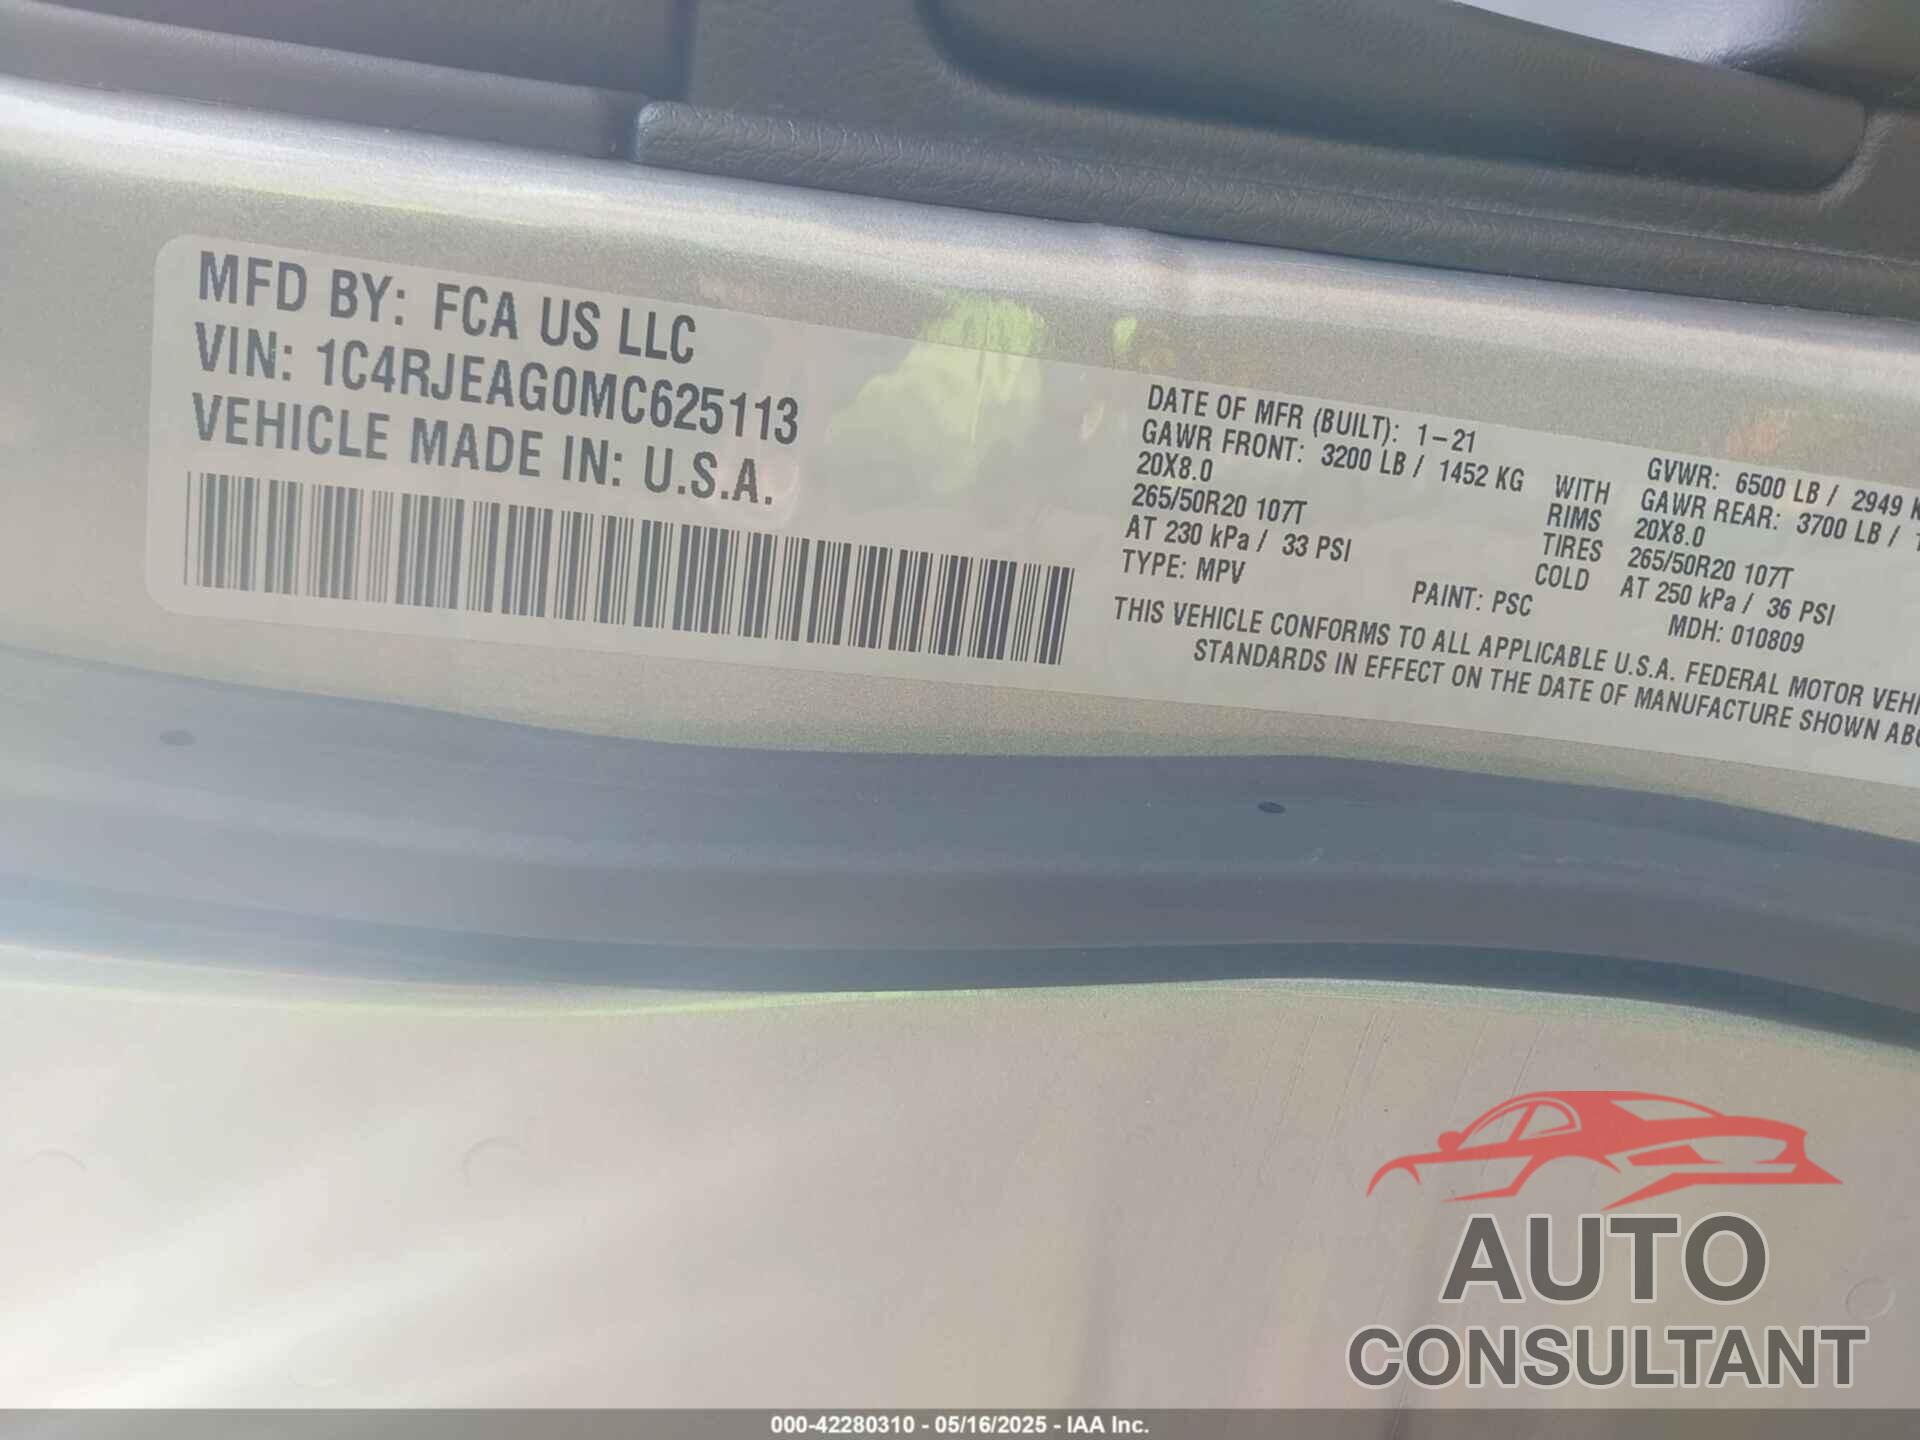 MFD BY: FCA US LLC
VIN: 1C4RJEAG0MC625113
VEHICLE MADE IN: U.S.A.
DATE OF MFR (BUILT): 1-21
GAWR FRONT: 3200 LB / 1452 KG
20X8.0
265/50R20 107T
AT 230 kPa / 33 PSI
TYPE: MPV
WITH
RIMS
TIRES
COLD
GVWR: 6500 LB / 2949
GAWR REAR: 3700 LB /
20X8.0
265/50R20 107T
AT 250 kPa / 36 PSI
PAINT: PSC
MDH: 010809
THIS VEHICLE CONFORMS TO ALL APPLICABLE U.S.A. FEDERAL MOTOR
STANDARDS IN EFFECT ON THE DATE OF MANUFACTURE SHOWN
AUTO
CONSULTANT
000-42280310 - 05/16/2025 - IAA Inc.